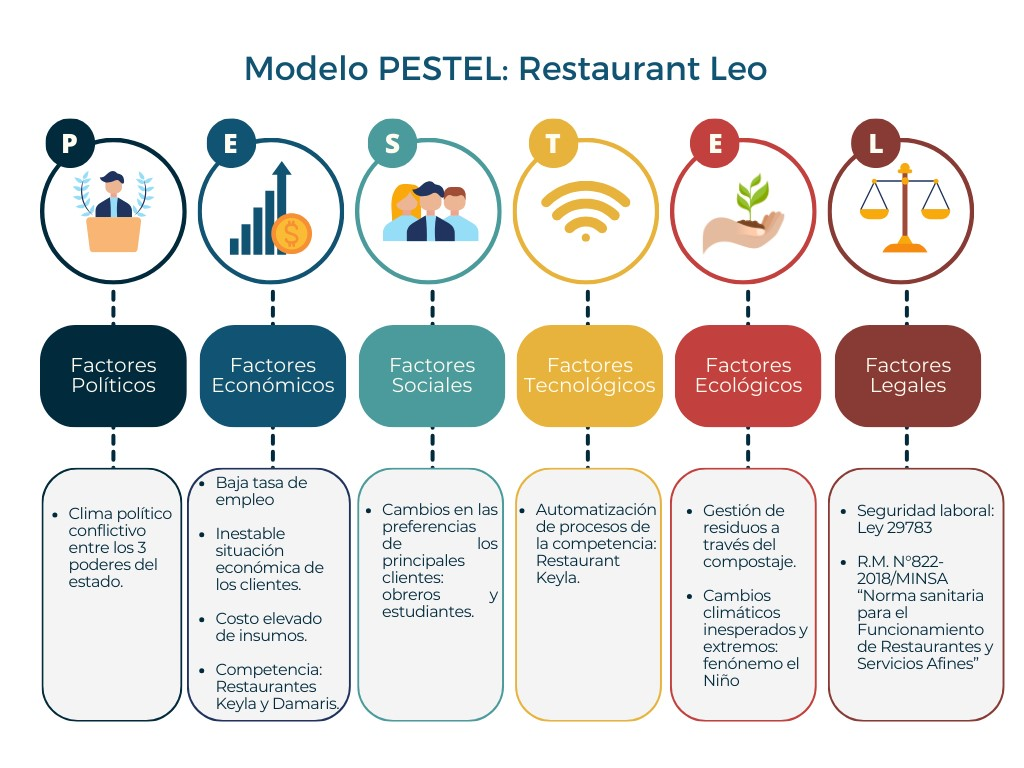 Modelo PESTEL: Restaurant Leo
P
E
S
T
E
L
$
Factores
Políticos
Factores
Económicos
Factores
Sociales
Factores
Tecnológicos
Factores
Ecológicos
Factores
Legales
• Clima político
conflictivo
entre los 3
poderes del
estado.
• Baja tasa de
empleo
• Inestable
situación
económica de
los clientes.
• Costo elevado
de insumos.
• Competencia:
Restaurantes
Keyla y Damaris.
• Cambios en las
preferencias
de los
principales
clientes:
obreros y
estudiantes.
• Automatización
de procesos de
la competencia:
Restaurant
Keyla.
• Gestión de
residuos a
través del
compostaje.
• Cambios
climáticos
inesperados y
extremos:
fenónemo el
Niño
• Seguridad laboral:
Ley 29783
• R.M. N°822-
2018/MINSA
“Norma sanitaria
para el
Funcionamiento
de Restaurantes y
Servicios Afines”